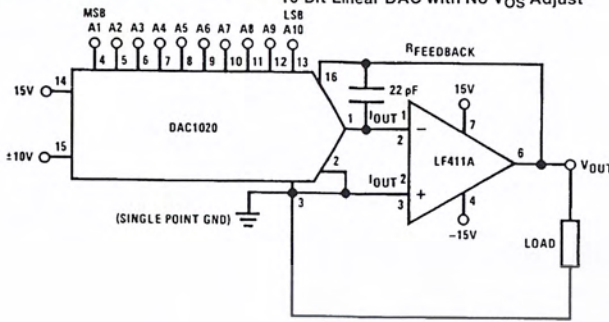 10 Bit Linear DAC with No VOS Adjust
MSB
LSB
A1 A2 A3 A4 A5 A6 A7 A8 A9 A10
4 5 6 7 8 9 10 11 12 13
RFEEDBACK
16
22 pF
15V
14
15V
7
DAC1020
1
IOUT 1
2
−
LF411A
6
VOUT
±10V
15
2
IOUT 2
3
+
4
−15V
3
(SINGLE POINT GND)
LOAD